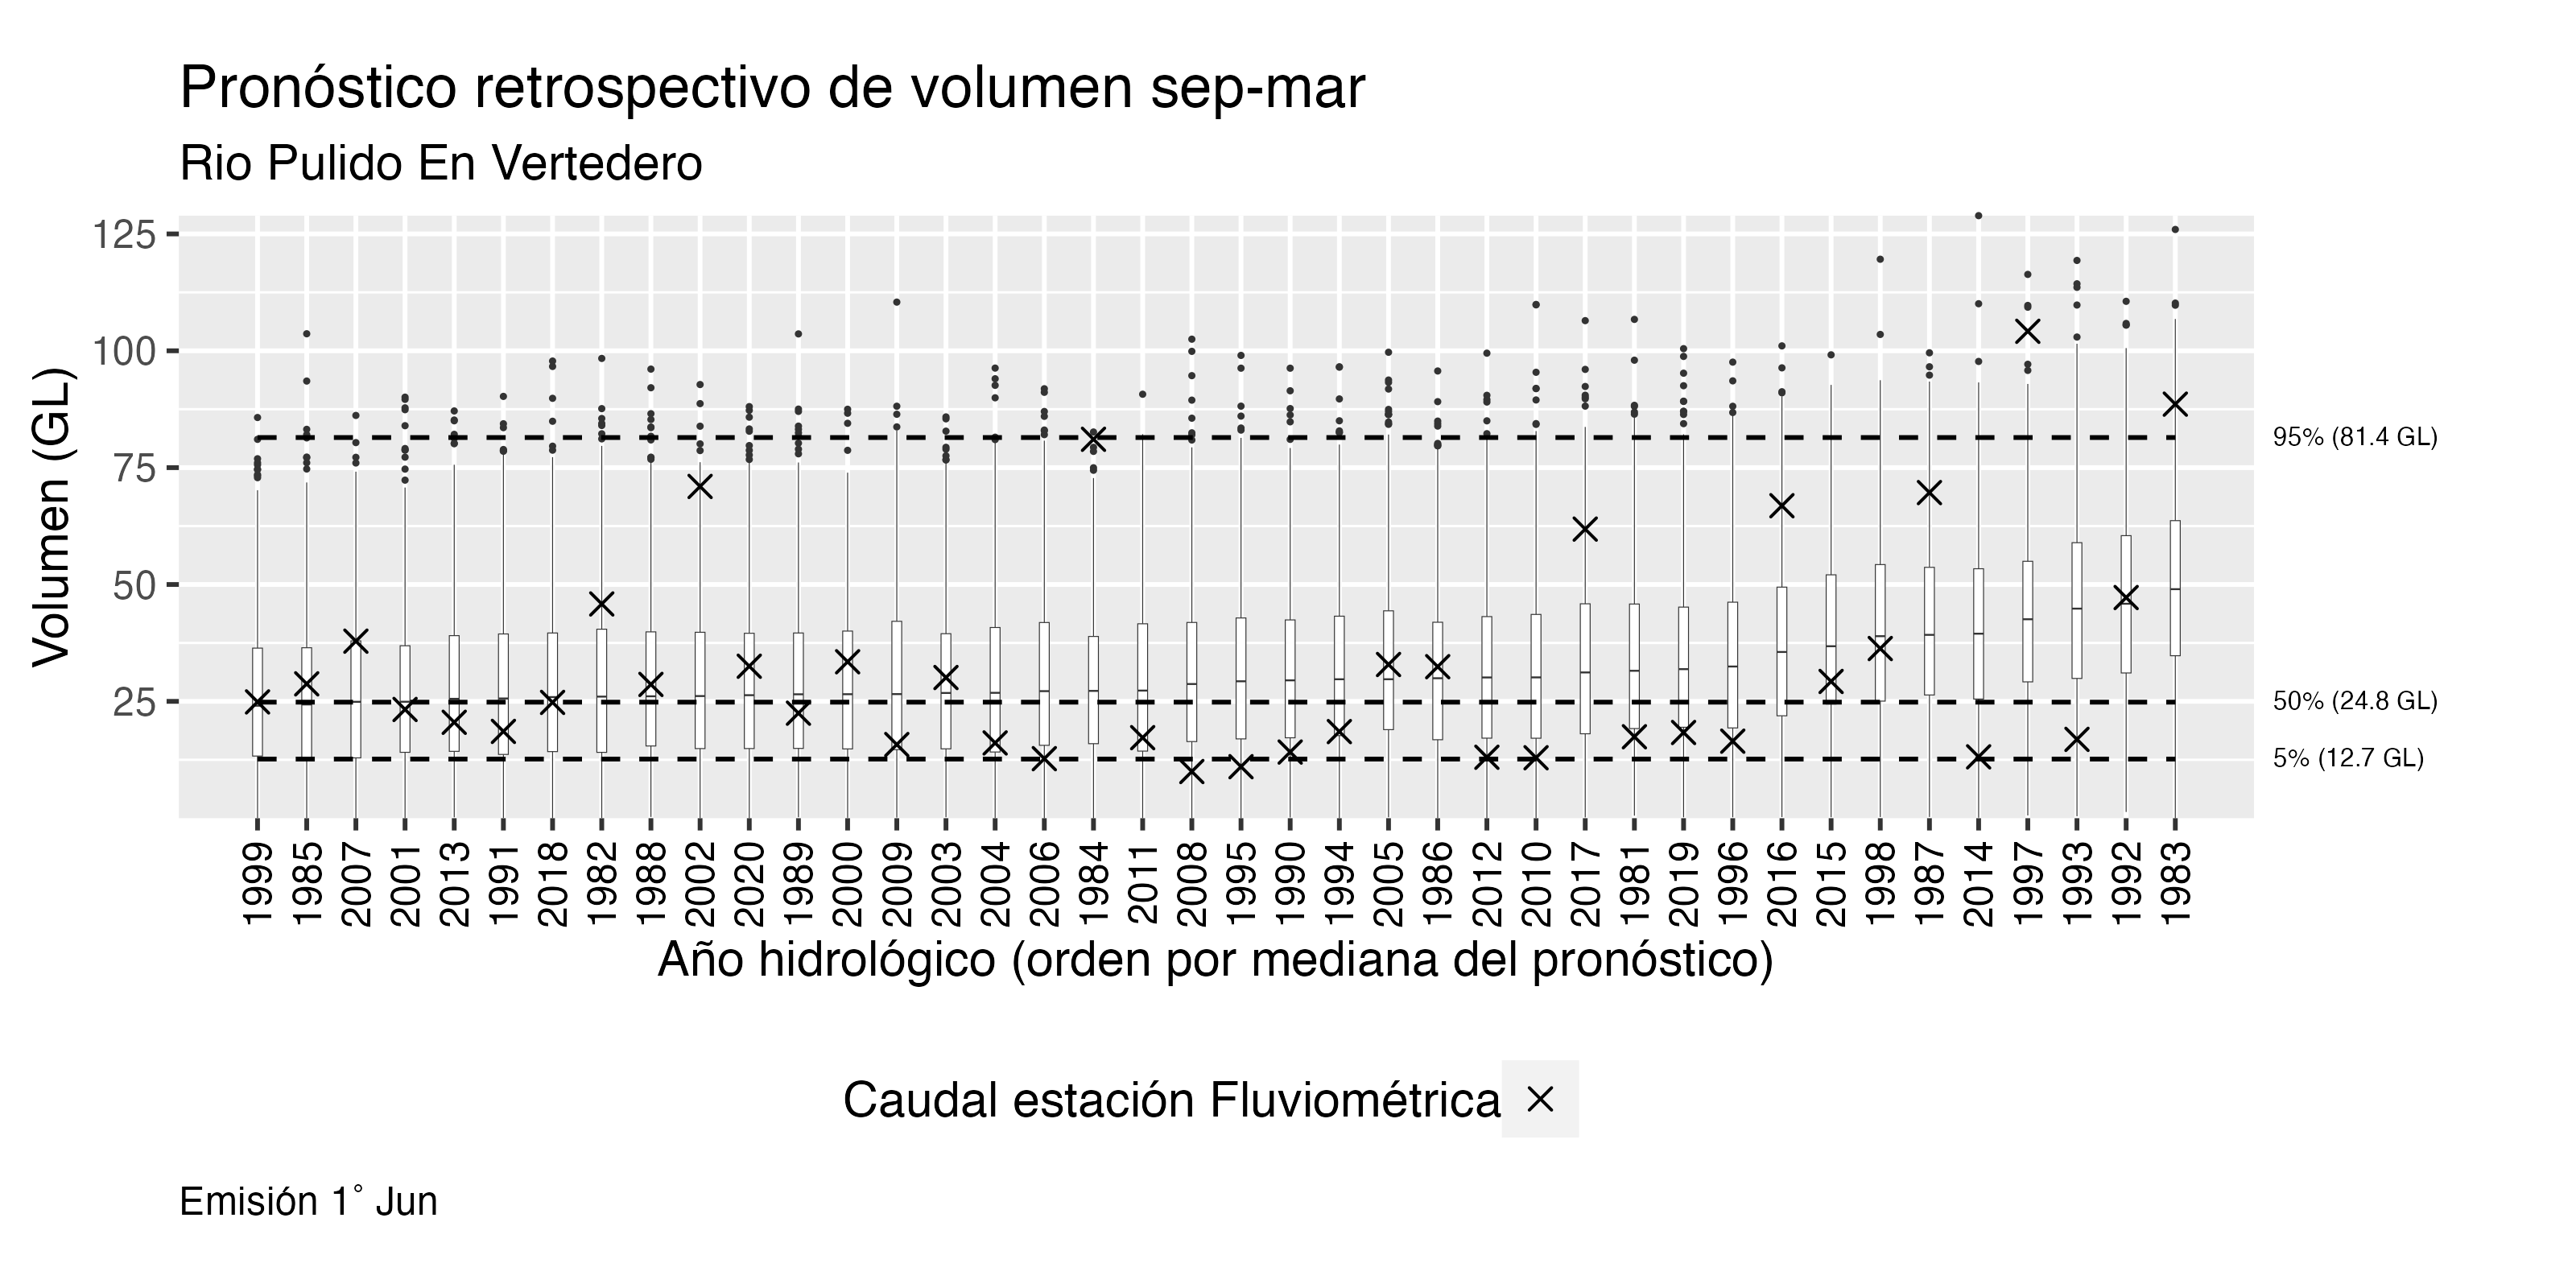 Pronóstico retrospectivo de volumen sep-mar
Rio Pulido En Vertedero
Volumen (GL)
125
100
75
50
25
95% (81.4 GL)
50% (24.8 GL)
5% (12.7 GL)
1999 1985 2007 2001 2013 1991 2018 1982 1988 2002 2020 1989 2000 2009 2003 2004 2006 1984 2011 2008 1995 1990 1994 2005 1986 2012 2010 2017 1981 2019 1996 2016 2015 1998 1987 2014 1997 1993 1992 1983
Año hidrológico (orden por mediana del pronóstico)
Caudal estación Fluviométrica
Emisión 1° Jun